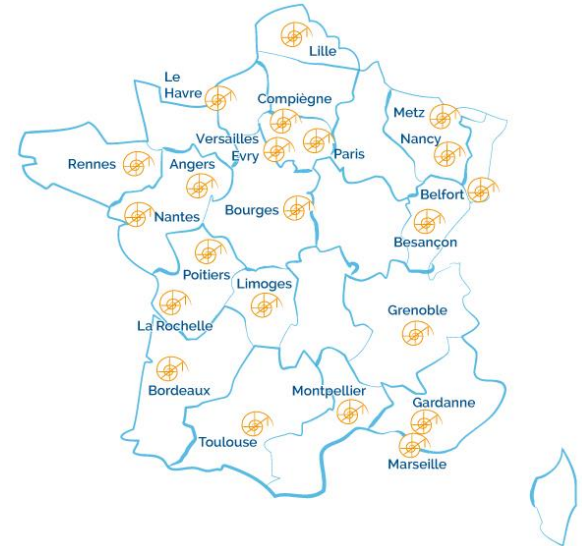 Lille
Le
Havre
Compiègne
Metz
Versailles
Nancy
Evry
Paris
Rennes
Angers
Belfort
Nantes
Bourges
Besançon
Poitiers
Limoges
Grenoble
La Rochelle
Bordeaux
Montpellier
Gardanne
Toulouse
Marseille